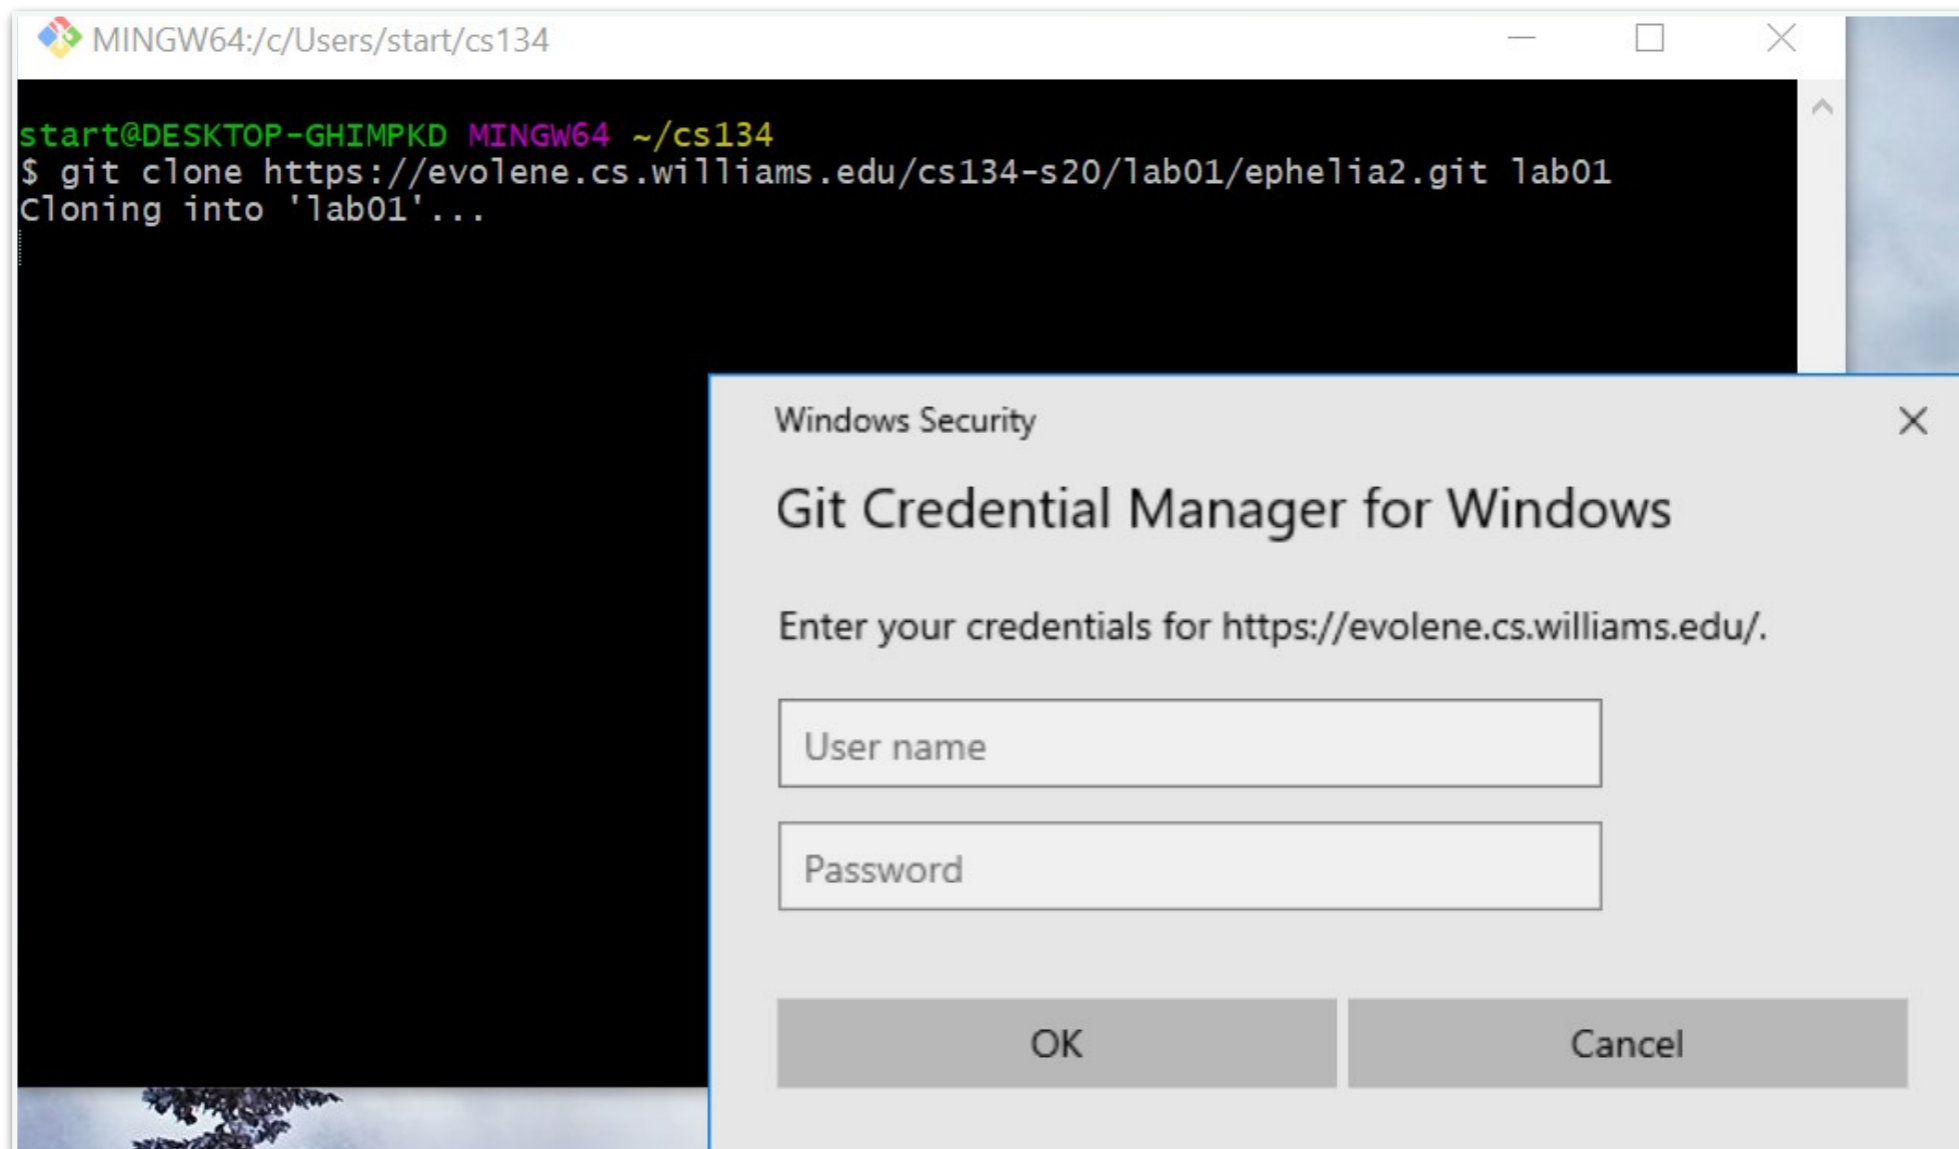 MINGW64:/c/Users/start/cs134
start@DESKTOP-GHIMPKD MINGW64 ~/cs134
$ git clone https://evolene.cs.williams.edu/cs134-s20/lab01/ephelia2.git lab01
Cloning into 'lab01'...
Windows Security
Git Credential Manager for Windows
Enter your credentials for https://evolene.cs.williams.edu/.
User name
Password
OK
Cancel